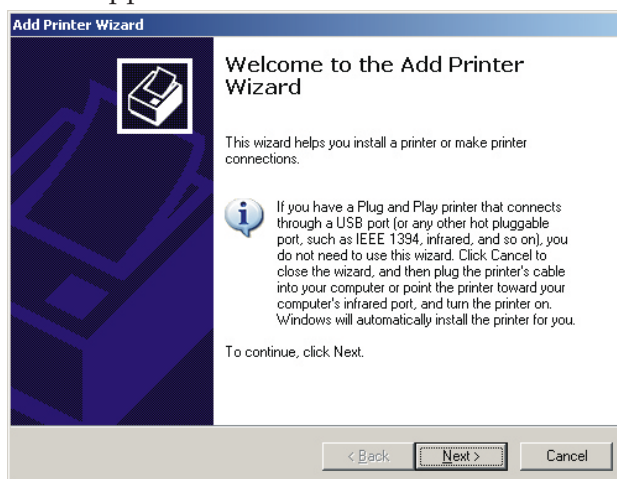 Add Printer Wizard
Welcome to the Add Printer
Wizard
This wizard helps you install a printer or make printer
connections.
If you have a Plug and Play printer that connects
through a USB port (or any other hot pluggable
port, such as IEEE 1394, infrared, and so on), you
do not need to use this wizard. Click Cancel to
close the wizard, and then plug the printer's cable
into your computer or point the printer toward your
computer's infrared port, and turn the printer on.
Windows will automatically install the printer for you.
To continue, click Next.
< Back Next > Cancel